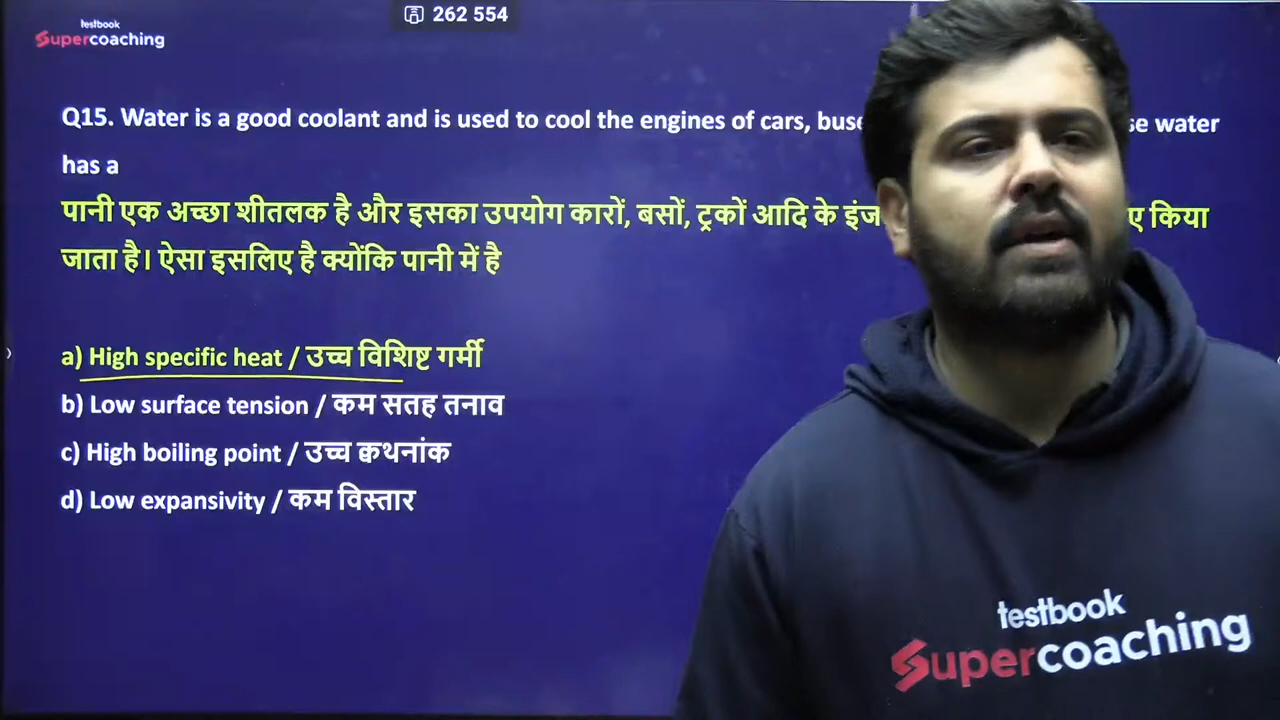 testbook
Supercoaching
262 554
Q15. Water is a good coolant and is used to cool the engines of cars, water
has a
पानी एक अच्छा शीतलक है और इसका उपयोग कारों, बसों, ट्रकों आदि के किया
जाता है। ऐसा इसलिए है क्योंकि पानी में है
a) High specific heat / उच्च विशिष्ट गर्मी
b) Low surface tension / कम सतह तनाव
c) High boiling point / उच्च क्वथनांक
d) Low expansivity / कम विस्तार
testbook
Supercoaching